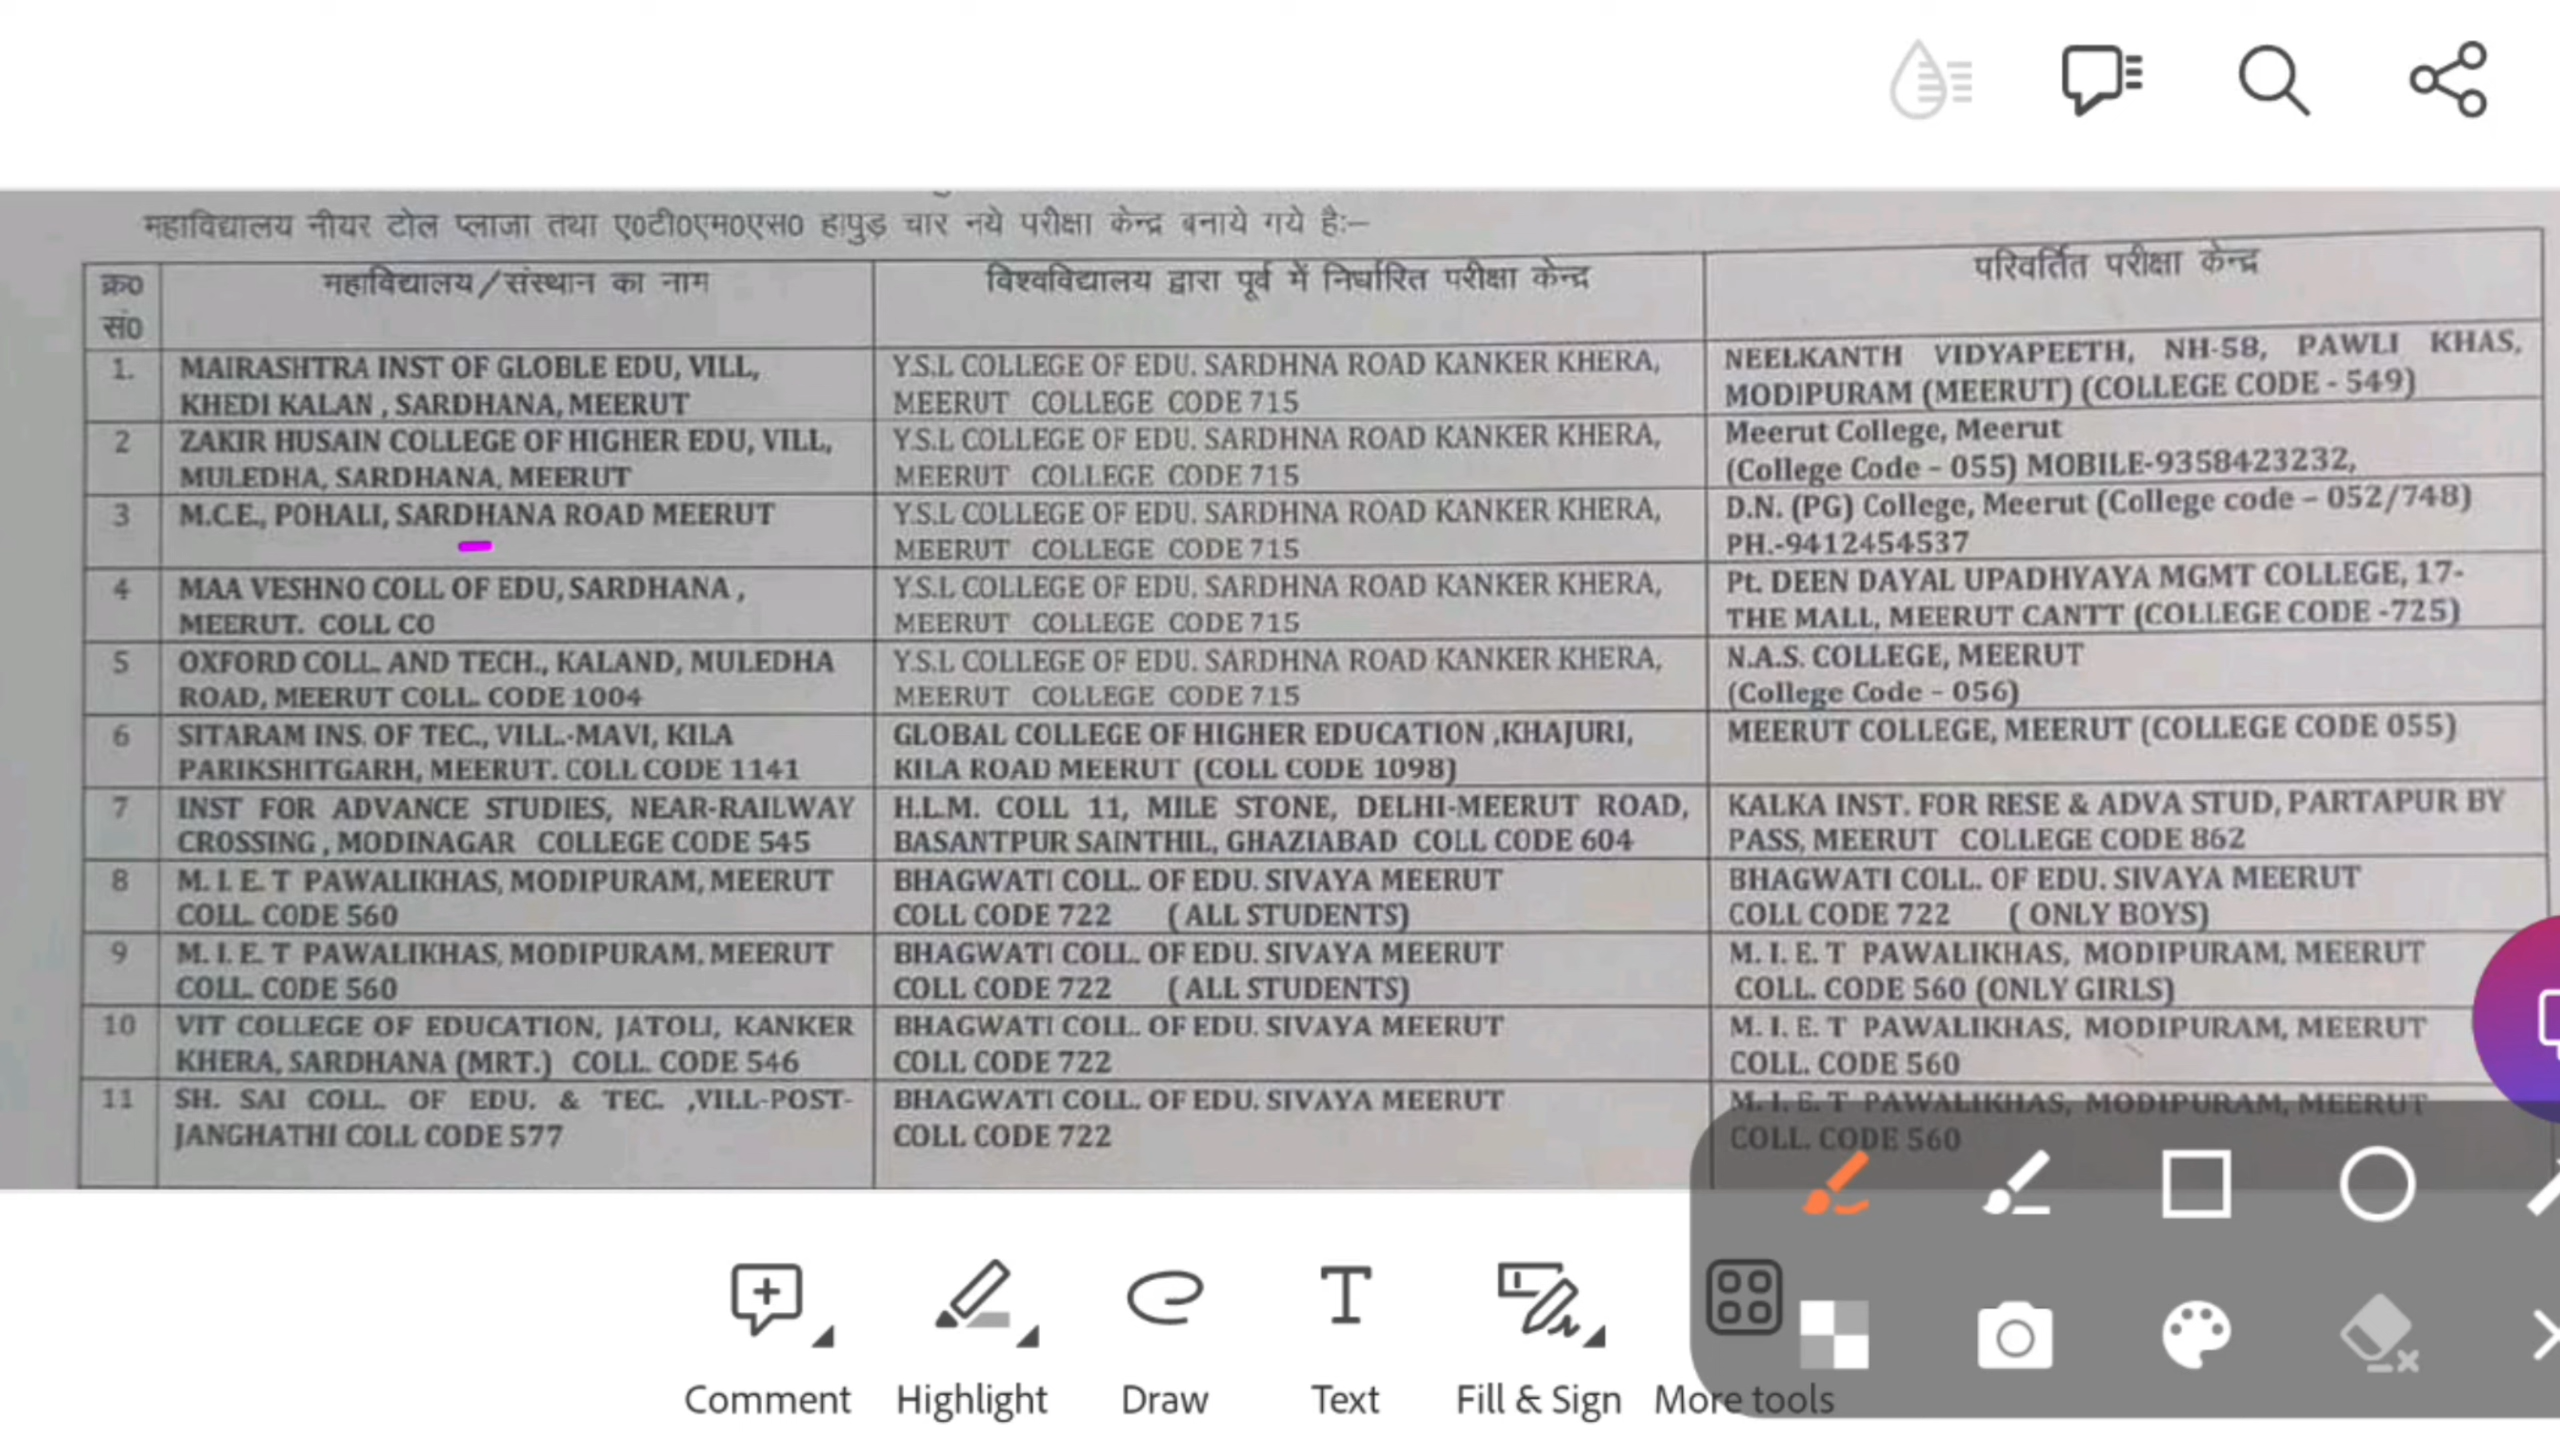 महाविद्यालय नीयर टोल प्लाजा तथा ए0टी0एम0एस0 हापुड़ चार नये परीक्षा केन्द्र बनाये गये है:–
क्र0 सं0
महाविद्यालय/संस्थान का नाम
विश्वविद्यालय द्वारा पूर्व में निर्धारित परीक्षा केन्द्र
परिवर्तित परीक्षा केन्द्र
1.
MAIRASHTRA INST OF GLOBLE EDU, VILL,
KHEDI KALAN , SARDHANA, MEERUT
Y.S.L COLLEGE OF EDU. SARDHNA ROAD KANKER KHERA,
MEERUT COLLEGE CODE 715
NEELKANTH VIDYAPEETH, NH-58, PAWLI KHAS,
MODIPURAM (MEERUT) (COLLEGE CODE - 549)
2
ZAKIR HUSAIN COLLEGE OF HIGHER EDU, VILL,
MULEDHA, SARDHANA, MEERUT
Y.S.L COLLEGE OF EDU. SARDHNA ROAD KANKER KHERA,
MEERUT COLLEGE CODE 715
Meerut College, Meerut
(College Code – 055) MOBILE-9358423232,
3
M.C.E., POHALI, SARDHANA ROAD MEERUT
Y.S.L COLLEGE OF EDU. SARDHNA ROAD KANKER KHERA,
MEERUT COLLEGE CODE 715
D.N. (PG) College, Meerut (College code – 052/748)
PH.-9412454537
4
MAA VESHNO COLL OF EDU, SARDHANA ,
MEERUT. COLL CO
Y.S.L COLLEGE OF EDU. SARDHNA ROAD KANKER KHERA,
MEERUT COLLEGE CODE 715
Pt. DEEN DAYAL UPADHYAYA MGMT COLLEGE, 17-
THE MALL, MEERUT CANTT (COLLEGE CODE -725)
5
OXFORD COLL. AND TECH., KALAND, MULEDHA
ROAD, MEERUT COLL. CODE 1004
Y.S.L COLLEGE OF EDU. SARDHNA ROAD KANKER KHERA,
MEERUT COLLEGE CODE 715
N.A.S. COLLEGE, MEERUT
(College Code – 056)
6
SITARAM INS. OF TEC., VILL.-MAVI, KILA
PARIKSHITGARH, MEERUT. COLL CODE 1141
GLOBAL COLLEGE OF HIGHER EDUCATION ,KHAJURI,
KILA ROAD MEERUT (COLL CODE 1098)
MEERUT COLLEGE, MEERUT (COLLEGE CODE 055)
7
INST FOR ADVANCE STUDIES, NEAR-RAILWAY
CROSSING , MODINAGAR COLLEGE CODE 545
H.L.M. COLL 11, MILE STONE, DELHI-MEERUT ROAD,
BASANTPUR SAINTHIL, GHAZIABAD COLL CODE 604
KALKA INST. FOR RESE & ADVA STUD, PARTAPUR BY
PASS, MEERUT COLLEGE CODE 862
8
M. I. E. T PAWALIKHAS, MODIPURAM, MEERUT
COLL. CODE 560
BHAGWATI COLL. OF EDU. SIVAYA MEERUT
COLL CODE 722 ( ALL STUDENTS)
BHAGWATI COLL. OF EDU. SIVAYA MEERUT
COLL CODE 722 ( ONLY BOYS)
9
M. I. E. T PAWALIKHAS, MODIPURAM, MEERUT
COLL. CODE 560
BHAGWATI COLL. OF EDU. SIVAYA MEERUT
COLL CODE 722 ( ALL STUDENTS)
M. I. E. T PAWALIKHAS, MODIPURAM, MEERUT
COLL. CODE 560 (ONLY GIRLS)
10
VIT COLLEGE OF EDUCATION, JATOLI, KANKER
KHERA, SARDHANA (MRT.) COLL. CODE 546
BHAGWATI COLL. OF EDU. SIVAYA MEERUT
COLL CODE 722
M. I. E. T PAWALIKHAS, MODIPURAM, MEERUT
COLL. CODE 560
11
SH. SAI COLL. OF EDU. & TEC. ,VILL-POST-
JANGHATHI COLL CODE 577
BHAGWATI COLL. OF EDU. SIVAYA MEERUT
COLL CODE 722
M. I. E. T PAWALIKHAS, MODIPURAM, MEERUT
COLL. CODE 560
Comment
Highlight
Draw
Text
Fill & Sign
More tools